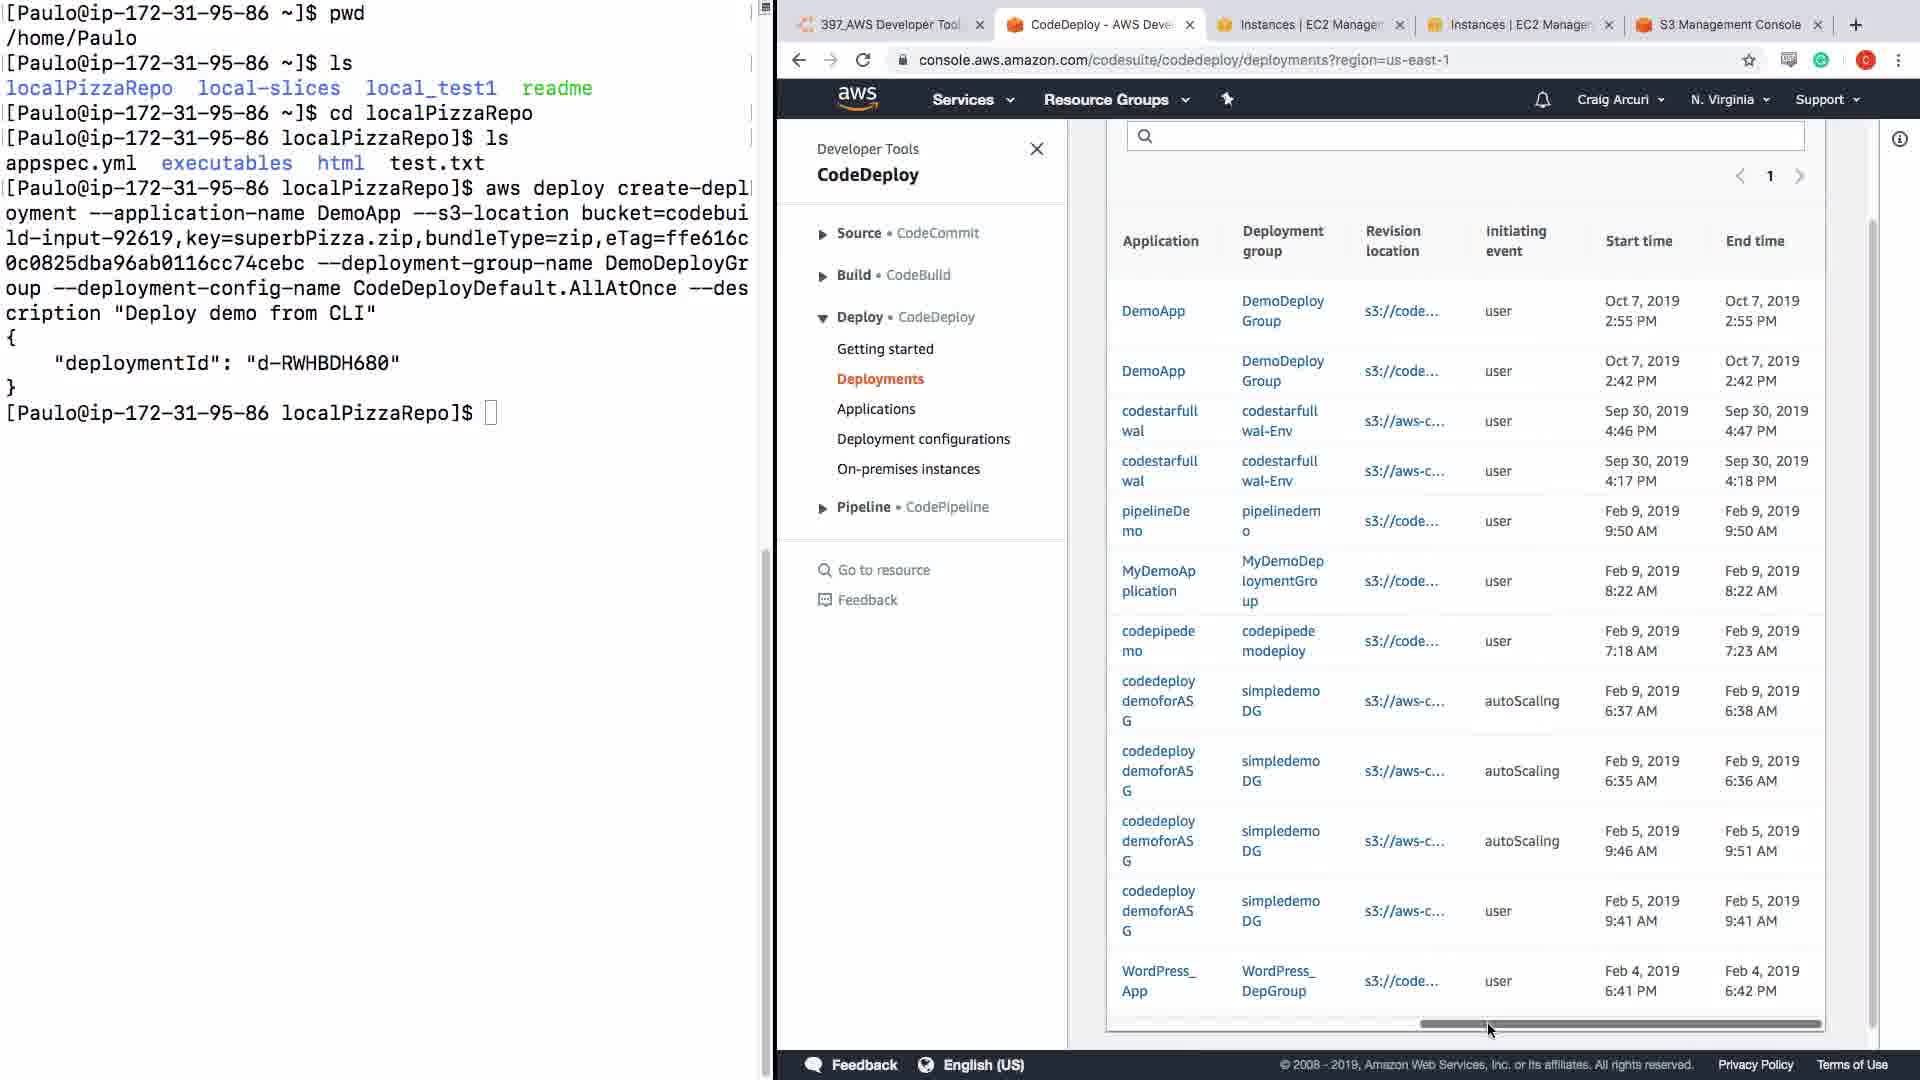 [Paulo@ip-172-31-95-86 ~]$ pwd
/home/Paulo
[Paulo@ip-172-31-95-86 ~]$ ls
localPizzaRepo  local-slices  local_test1  readme
[Paulo@ip-172-31-95-86 ~]$ cd localPizzaRepo
[Paulo@ip-172-31-95-86 localPizzaRepo]$ ls
appspec.yml  executables  html  test.txt
[Paulo@ip-172-31-95-86 localPizzaRepo]$ aws deploy create-depl
oyment --application-name DemoApp --s3-location bucket=codebui
ld-input-92619,key=superbPizza.zip,bundleType=zip,eTag=ffe616c
0c0825dba96ab0116cc74cebc --deployment-group-name DemoDeployGr
oup --deployment-config-name CodeDeployDefault.AllAtOnce --des
cription "Deploy demo from CLI"
{
    "deploymentId": "d-RWHBDH680"
}
[Paulo@ip-172-31-95-86 localPizzaRepo]$
397_AWS Developer Tool
CodeDeploy - AWS Deve
Instances | EC2 Managem
Instances | EC2 Manager
S3 Management Console
console.aws.amazon.com/codesuite/codedeploy/deployments?region=us-east-1
C
aws
Services
Resource Groups
Craig Arcuri
N. Virginia
Support
Developer Tools
CodeDeploy
Source • CodeCommit
Build • CodeBuild
Deploy • CodeDeploy
Getting started
Deployments
Applications
Deployment configurations
On-premises instances
Pipeline • CodePipeline
Go to resource
Feedback
1
Application
Deployment
group
Revision
location
Initiating
event
Start time
End time
DemoApp
DemoDeploy
Group
s3://code...
user
Oct 7, 2019
2:55 PM
Oct 7, 2019
2:55 PM
DemoApp
DemoDeploy
Group
s3://code...
user
Oct 7, 2019
2:42 PM
Oct 7, 2019
2:42 PM
codestarfull
wal
codestarfull
wal-Env
s3://aws-c...
user
Sep 30, 2019
4:46 PM
Sep 30, 2019
4:47 PM
codestarfull
wal
codestarfull
wal-Env
s3://aws-c...
user
Sep 30, 2019
4:17 PM
Sep 30, 2019
4:18 PM
pipelineDe
mo
pipelinedem
o
s3://code...
user
Feb 9, 2019
9:50 AM
Feb 9, 2019
9:50 AM
MyDemoAp
plication
MyDemoDep
loymentGro
up
s3://code...
user
Feb 9, 2019
8:22 AM
Feb 9, 2019
8:22 AM
codepipede
mo
codepipede
modeploy
s3://code...
user
Feb 9, 2019
7:18 AM
Feb 9, 2019
7:23 AM
codedeploy
demoforAS
G
simpledemo
DG
s3://aws-c...
autoScaling
Feb 9, 2019
6:37 AM
Feb 9, 2019
6:38 AM
codedeploy
demoforAS
G
simpledemo
DG
s3://aws-c...
autoScaling
Feb 9, 2019
6:35 AM
Feb 9, 2019
6:36 AM
codedeploy
demoforAS
G
simpledemo
DG
s3://aws-c...
autoScaling
Feb 5, 2019
9:46 AM
Feb 5, 2019
9:51 AM
codedeploy
demoforAS
G
simpledemo
DG
s3://aws-c...
user
Feb 5, 2019
9:41 AM
Feb 5, 2019
9:41 AM
WordPress_
App
WordPress_
DepGroup
s3://code...
user
Feb 4, 2019
6:41 PM
Feb 4, 2019
6:42 PM
Feedback
English (US)
© 2008 - 2019, Amazon Web Services, Inc. or its affiliates. All rights reserved.
Privacy Policy
Terms of Use